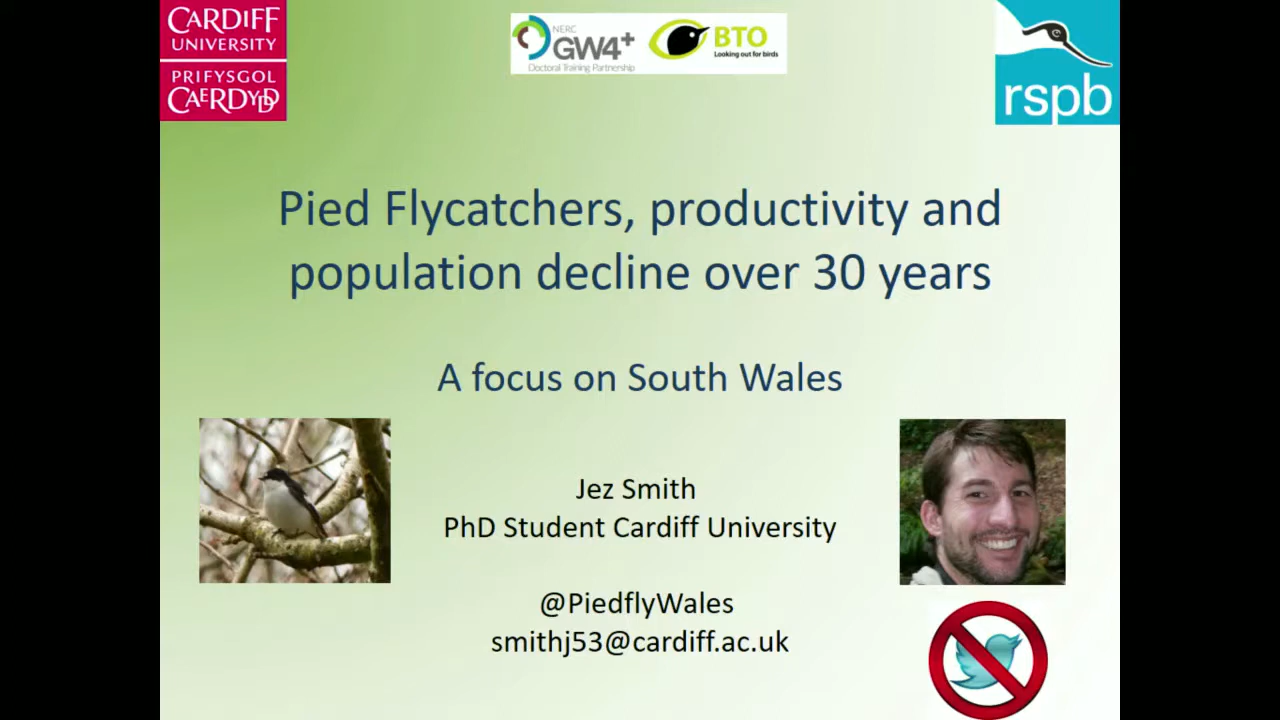 CARDIFF
UNIVERSITY
PRIFYSGOL
CAERDYDD
NERC
GW4+
Doctoral Training Partnership
BTO
Looking out for birds
rspb
Pied Flycatchers, productivity and
population decline over 30 years
A focus on South Wales
Jez Smith
PhD Student Cardiff University
@PiedflyWales
smithj53@cardiff.ac.uk